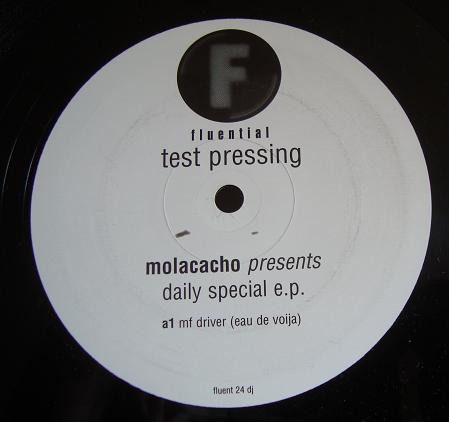 F
fluential
test pressing
molacacho presents
daily special e.p.
a1 mf driver (eau de voija)
fluent 24 dj